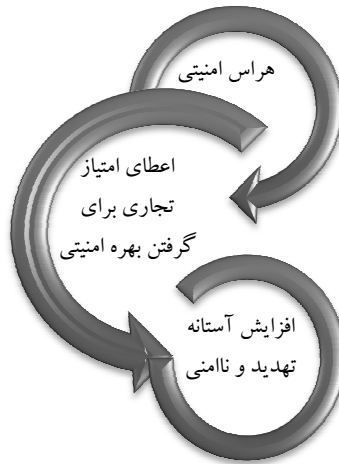 هراس امنیتی
اعطای امتیاز
تجاری برای
گرفتن بهره امنیتی
افزایش آستانه
تهدید و ناامنی